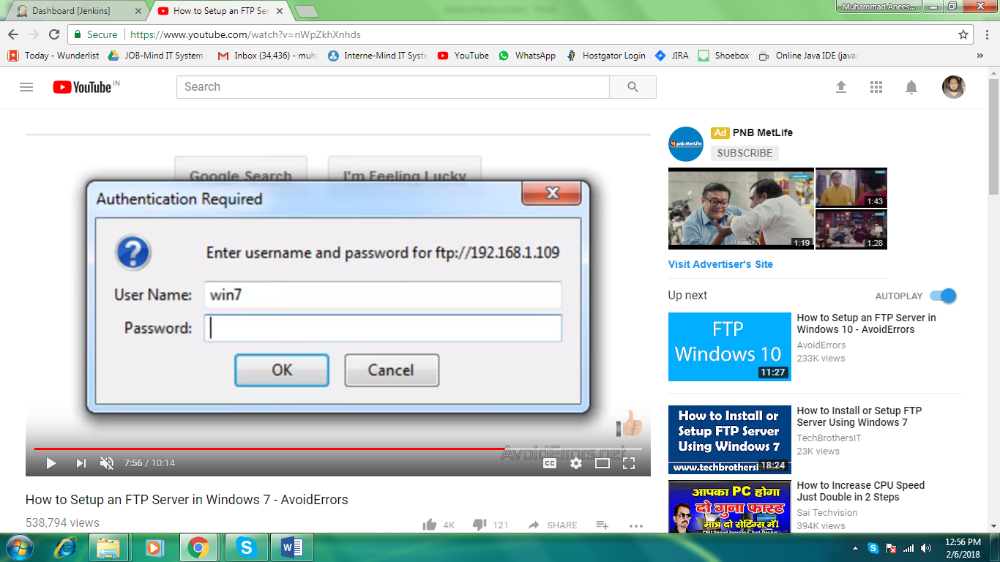 Dashboard [Jenkins]
How to Setup an FTP Ser
Muhammad Anees...
Secure
https://www.youtube.com/watch?v=nWpZkhXnhds
Today - Wunderlist
JOB-Mind IT System
Inbox (34,436) - muh
Interne-Mind IT Syste
YouTube
WhatsApp
Hostgator Login
JIRA
Shoebox
Online Java IDE (javac
»
YouTube IN
Search
Google Search
I'm Feeling Lucky
Authentication Required
Enter username and password for ftp://192.168.1.109
User Name: win7
Password:
OK
Cancel
AvoidErrors.net
7:56 / 10:14
CC
How to Setup an FTP Server in Windows 7 - AvoidErrors
538,794 views
4K
121
SHARE
Ad PNB MetLife
SUBSCRIBE
pnb MetLife
1:19
1:43
1:28
Visit Advertiser's Site
Up next
AUTOPLAY
FTP
Windows 10
11:27
How to Setup an FTP Server in
Windows 10 - AvoidErrors
AvoidErrors
233K views
How to Install or
Setup FTP Server
Using Windows 7
18:24
How to Install or Setup FTP
Server Using Windows 7
TechBrothersIT
23K views
आपका PC होगा
दो गुना फास्ट
मात्र दो सेटिंग्स में!
How to Increase CPU Speed
Just Double in 2 Steps
Sai Techvision
394K views
12:56 PM
2/6/2018